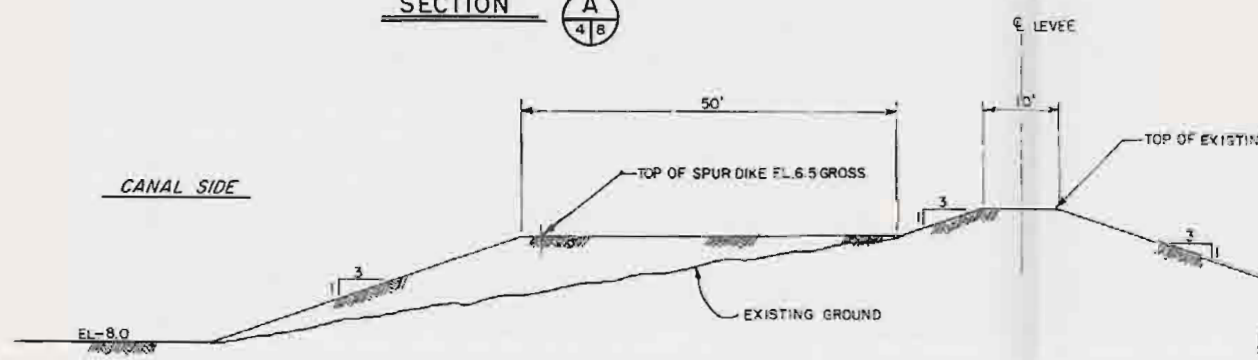 SECTION
A
4 8
℄ LEVEE
50'
10'
TOP OF EXISTIN
TOP OF SPUR DIKE EL.6.5 GROSS
CANAL SIDE
3
1
3
1
3
1
EXISTING GROUND
EL-8.0